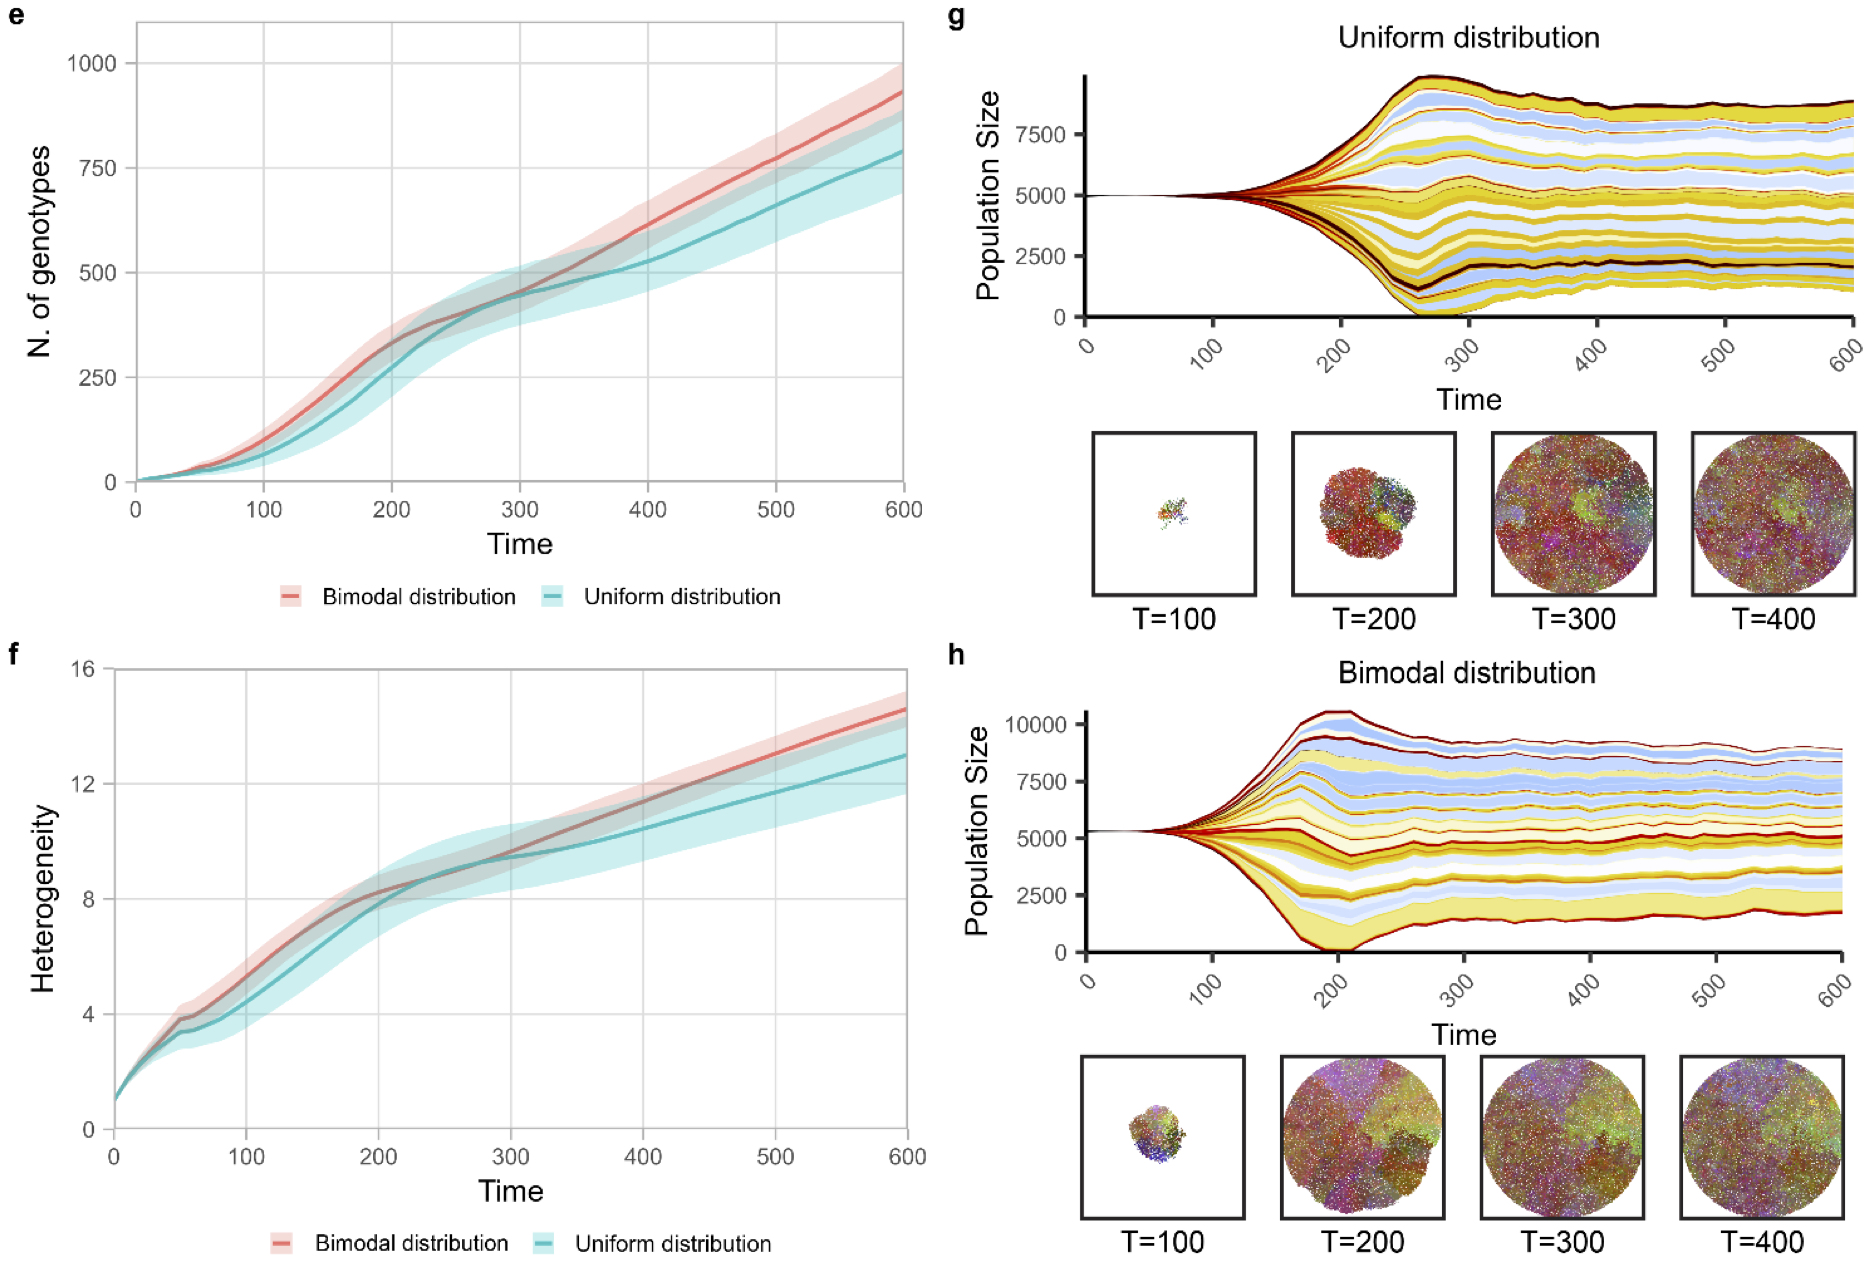 e
1000
750
500
250
0
N. of genotypes
0 100 200 300 400 500 600
Time
Bimodal distribution Uniform distribution
f
16
12
8
4
0
Heterogeneity
0 100 200 300 400 500 600
Time
Bimodal distribution Uniform distribution
g
Uniform distribution
7500
5000
2500
0
Population Size
0 100 200 300 400 500 600
Time
T=100 T=200 T=300 T=400
h
Bimodal distribution
10000
7500
5000
2500
0
Population Size
0 100 200 300 400 500 600
Time
T=100 T=200 T=300 T=400